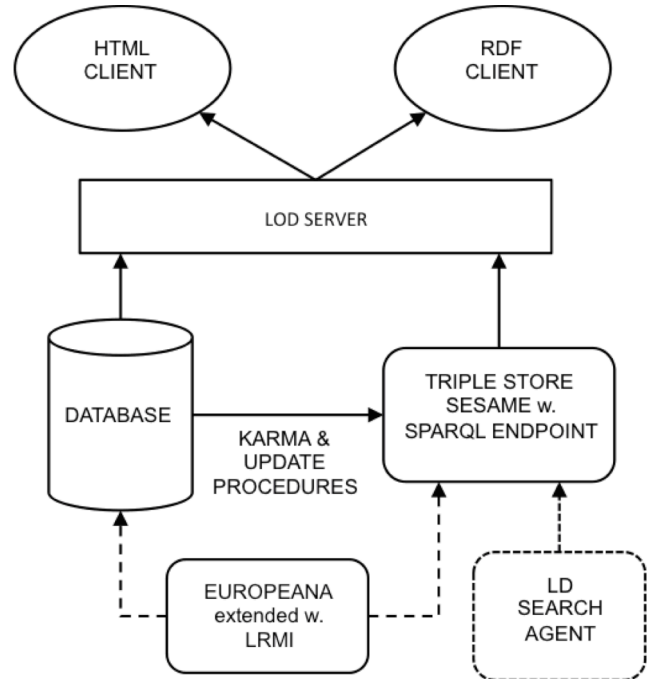 HTML
CLIENT
RDF
CLIENT
LOD SERVER
DATABASE
KARMA &
UPDATE
PROCEDURES
TRIPLE STORE
SESAME w.
SPARQL ENDPOINT
EUROPEANA
extended w.
LRMI
LD
SEARCH
AGENT